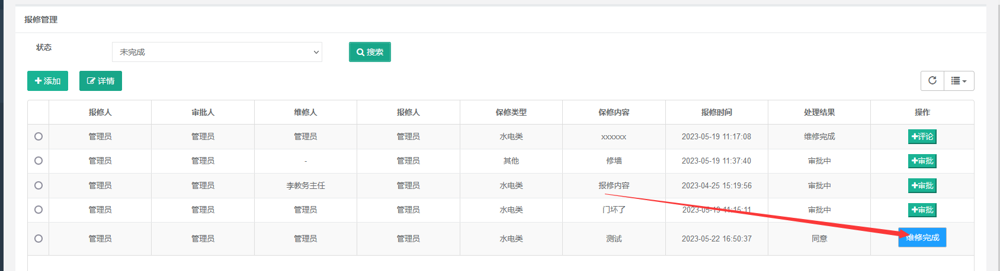 报修管理
状态 未完成 搜索
添加 详情
报修人 审批人 维修人 报修人 保修类型 保修内容 报修时间 处理结果 操作
管理员 管理员 管理员 管理员 水电类 xxxxxx 2023-05-19 11:17:08 维修完成 +评论
管理员 管理员 - 管理员 其他 修墙 2023-05-19 11:37:40 审批中 +审批
管理员 管理员 李教务主任 管理员 水电类 报修内容 2023-04-25 15:19:56 审批中 +审批
管理员 管理员 管理员 管理员 水电类 门坏了 2023-05-19 11:15:11 审批中 +审批
管理员 管理员 管理员 管理员 水电类 测试 2023-05-22 16:50:37 同意 维修完成